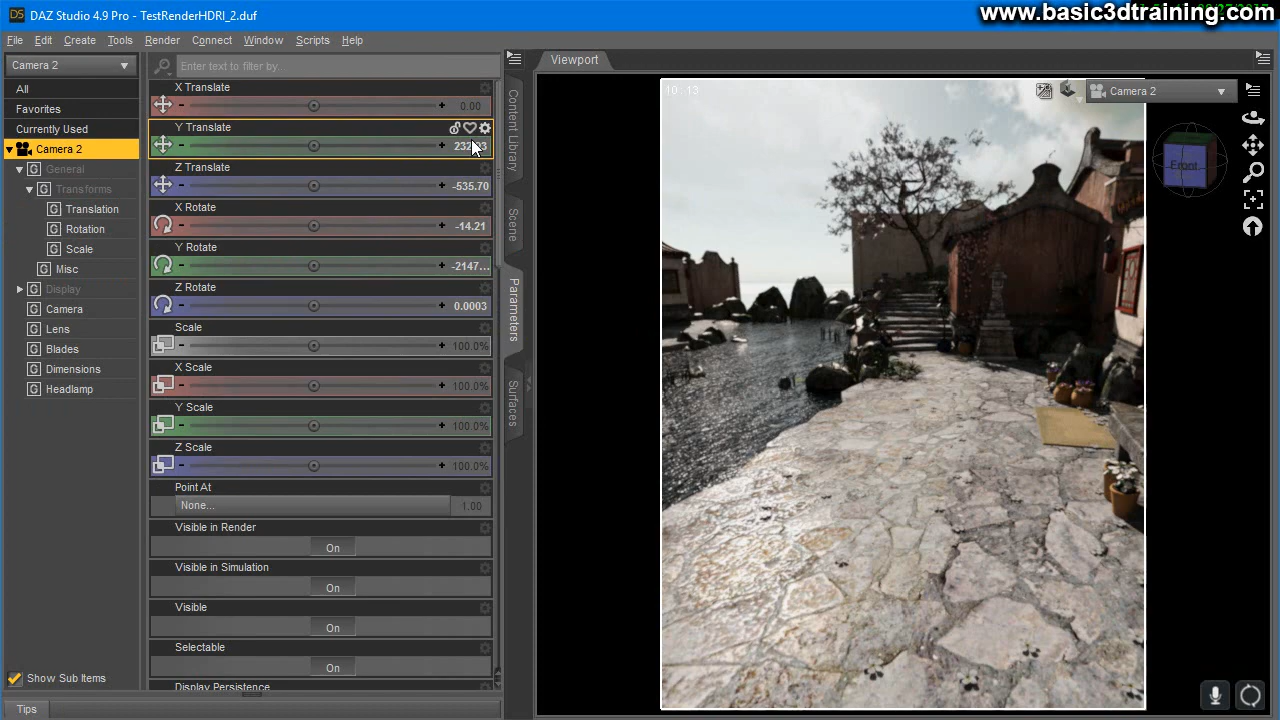 DAZ Studio 4.9 Pro - TestRenderHDRI_2.duf
www.basic3dtraining.com
File Edit Create Tools Render Connect Window Scripts Help
Camera 2
Enter text to filter by...
Viewport
All
Favorites
Currently Used
Camera 2
General
Transforms
Translation
Rotation
Scale
Misc
Display
Camera
Lens
Blades
Dimensions
Headlamp
Show Sub Items
Tips
X Translate
0.00
Y Translate
Z Translate
-535.70
X Rotate
-14.21
Y Rotate
-2147...
Z Rotate
0.0003
Scale
100.0%
X Scale
100.0%
Y Scale
100.0%
Z Scale
100.0%
Point At
None... 1.00
Visible in Render
On
Visible in Simulation
On
Visible
On
Selectable
On
Display Persistence
Content Library
Scene
Parameters
Surfaces
10:13
Camera 2
Front